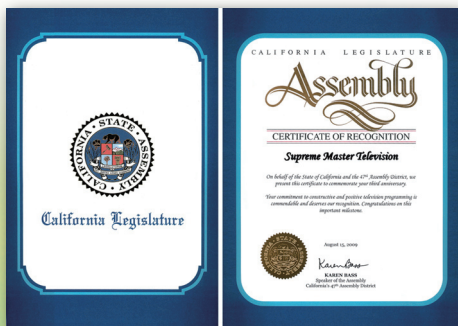 CALIFORNIA STATE ASSEMBLY
California Legislature
CALIFORNIA LEGISLATURE
Assembly
CERTIFICATE OF RECOGNITION
Supreme Master Television
On behalf of the State of California and the 47th Assembly District, we
present this certificate to commemorate your third anniversary.
Your commitment to constructive and positive television programming is
commendable and deserves our recognition. Congratulations on this
important milestone.
August 15, 2009
Karen Bass
KAREN BASS
Speaker of the Assembly
California's 47th Assembly District